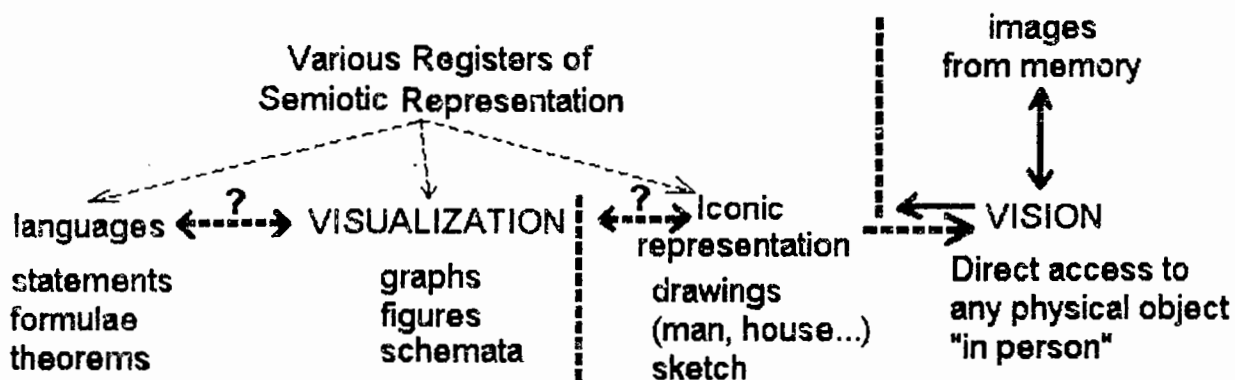 Various Registers of
Semiotic Representation
images
from memory
languages
?
VISUALIZATION
?
Iconic
representation
VISION
statements
formulae
theorems
graphs
figures
schemata
drawings
(man, house...)
sketch
Direct access to
any physical object
"in person"